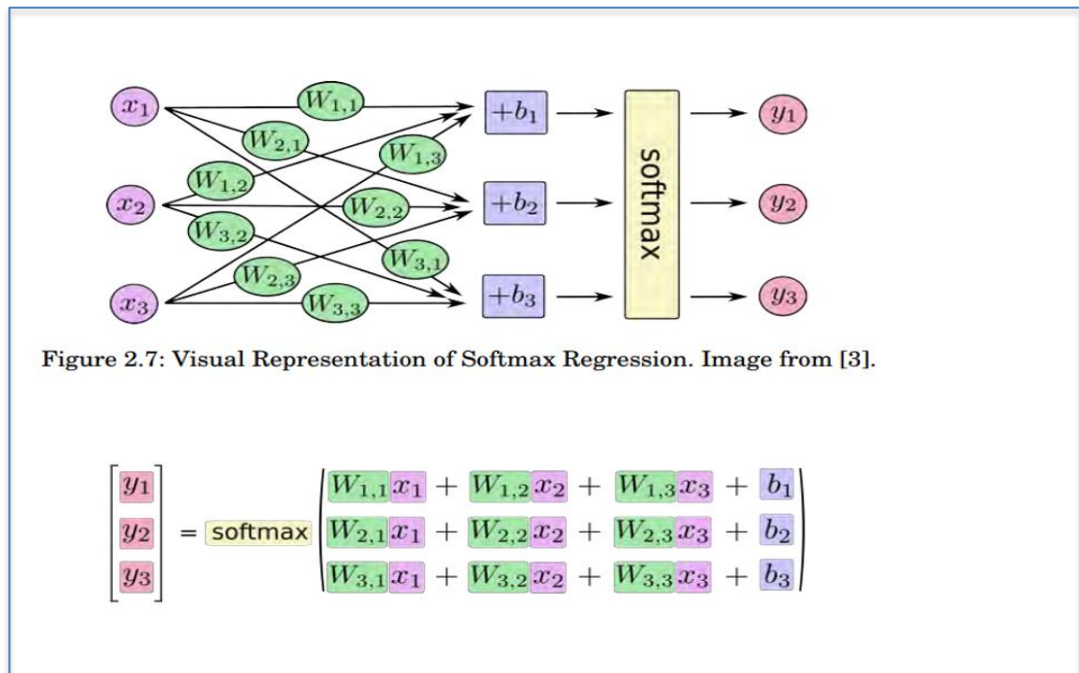 x1 W1,1 +b1 y1
W2,1 W1,3
W1,2
x2 W2,2 +b2 softmax y2
W3,2
W3,1
W2,3
x3 W3,3 +b3 y3
Figure 2.7: Visual Representation of Softmax Regression. Image from [3].
y1 W1,1x1 + W1,2x2 + W1,3x3 + b1
y2 = softmax W2,1x1 + W2,2x2 + W2,3x3 + b2
y3 W3,1x1 + W3,2x2 + W3,3x3 + b3